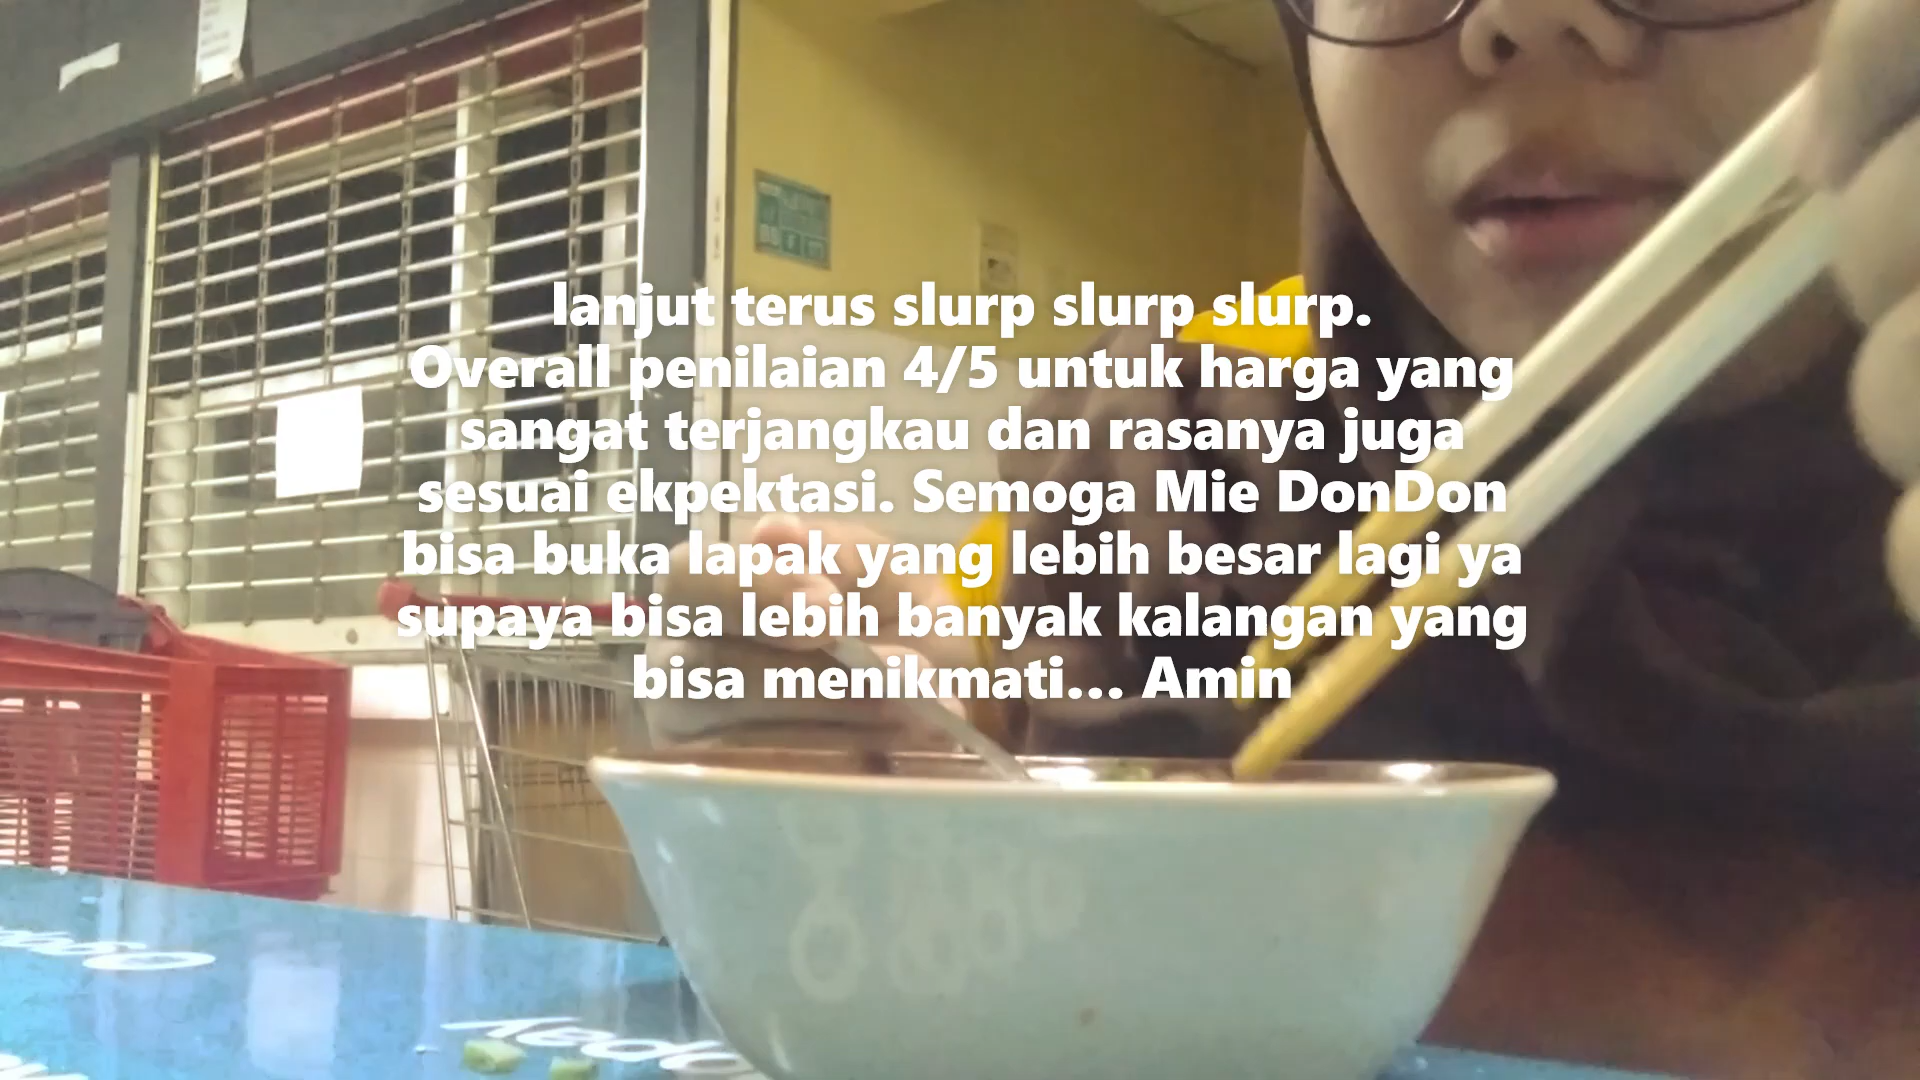 lanjut terus slurp slurp slurp.
Overall penilaian 4/5 untuk harga yang
sangat terjangkau dan rasanya juga
sesuai ekpektasi. Semoga Mie DonDon
bisa buka lapak yang lebih besar lagi ya
supaya bisa lebih banyak kalangan yang
bisa menikmati... Amin